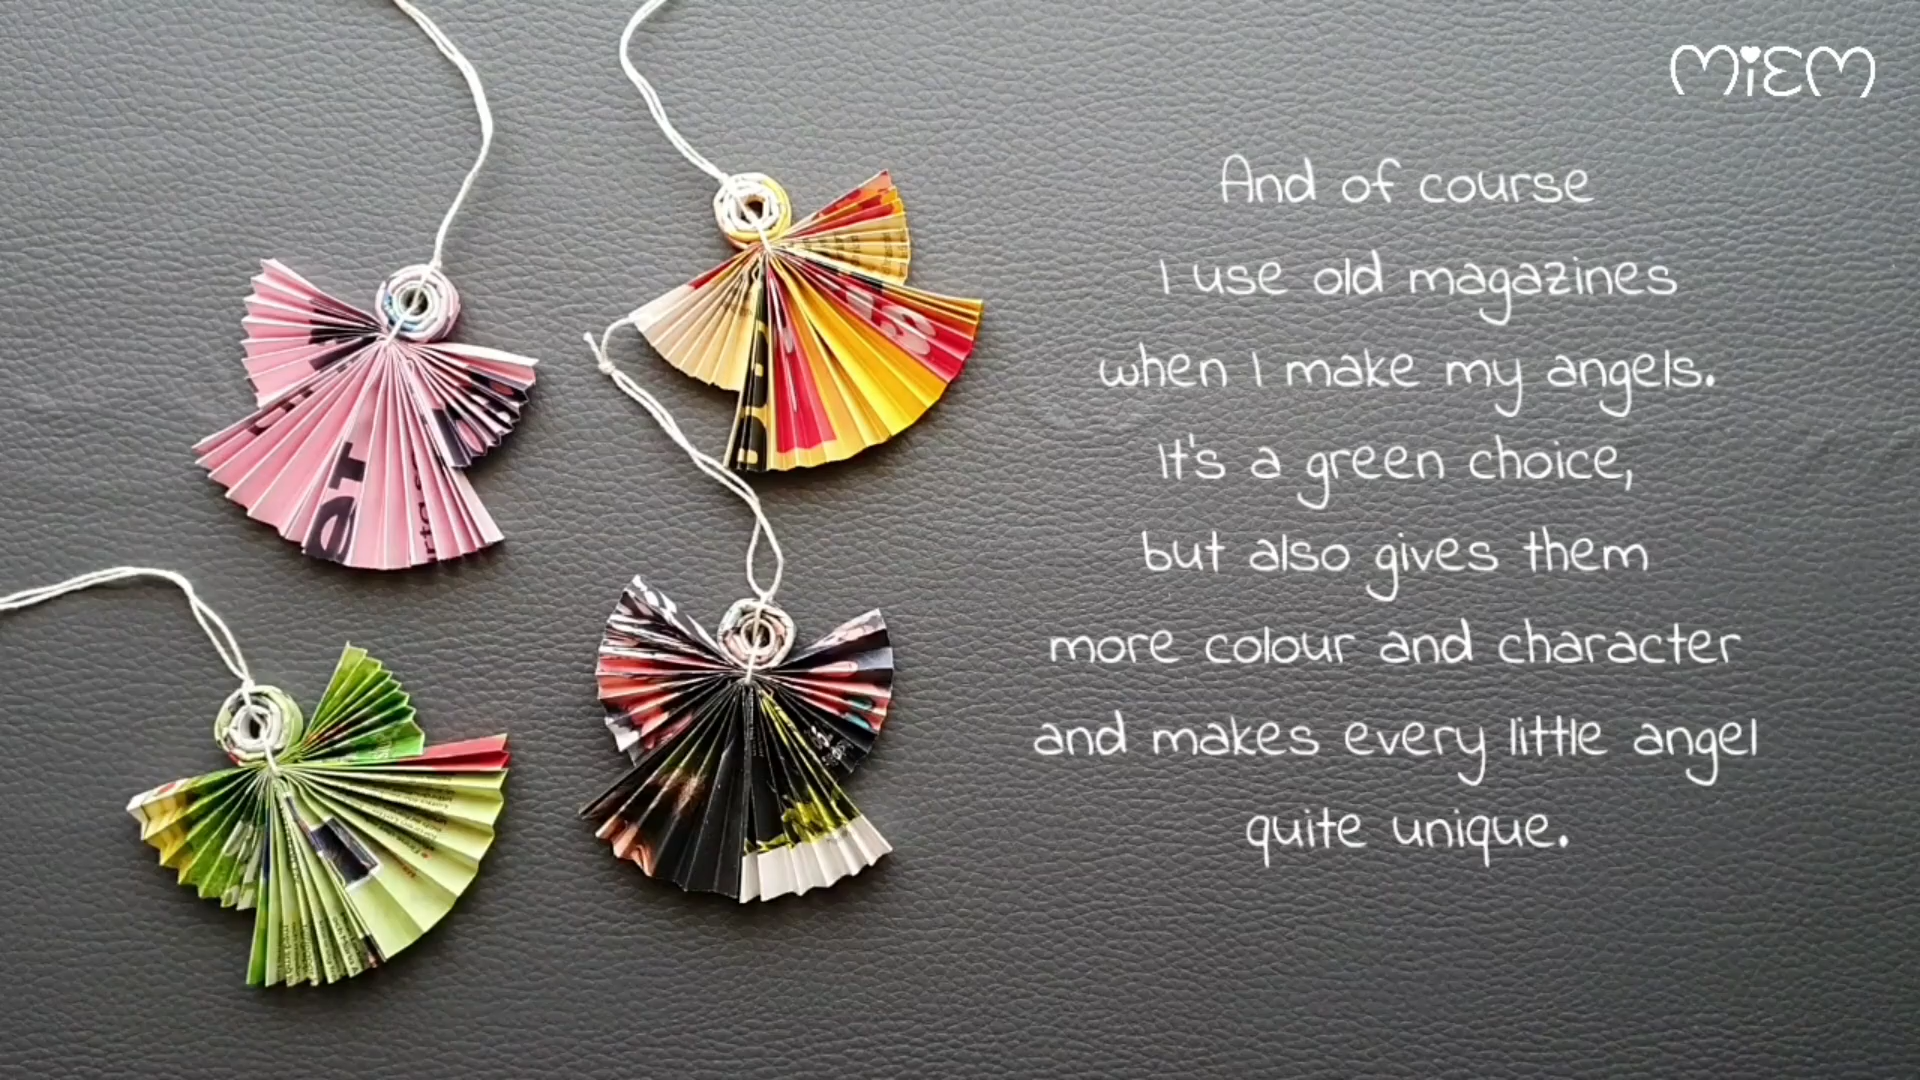 MiEM
And of course
I use old magazines
when I make my angels.
It's a green choice,
but also gives them
more colour and character
and makes every little angel
quite unique.
er